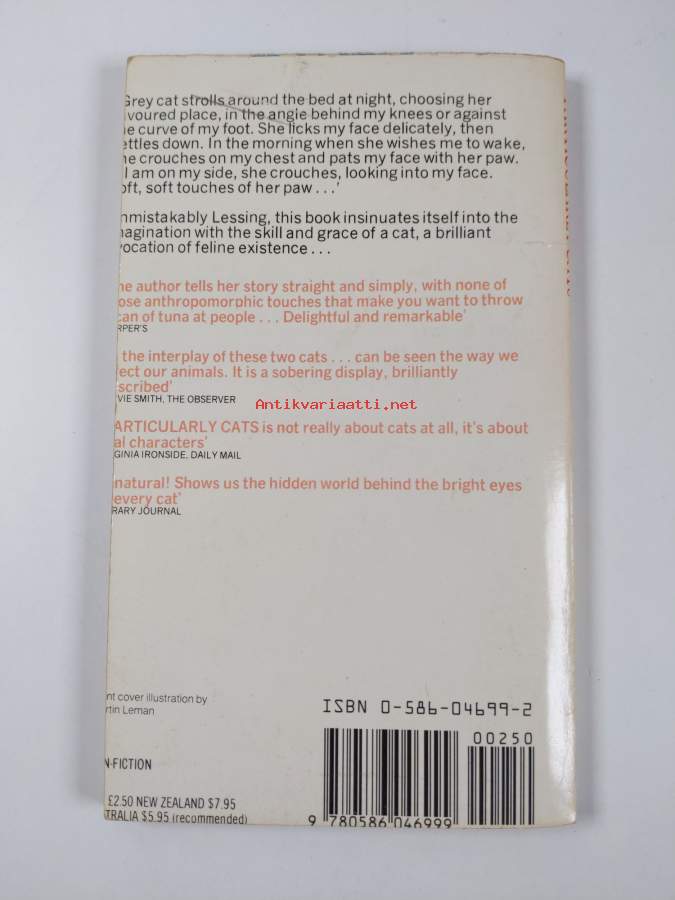 Grey cat strolls around the bed at night, choosing her
voured place, in the angle behind my knees or against
e curve of my foot. She licks my face delicately, then
ettles down. In the morning when she wishes me to wake,
he crouches on my chest and pats my face with her paw.
I am on my side, she crouches, looking into my face.
oft, soft touches of her paw . . .'
nmistakably Lessing, this book insinuates itself into the
nagination with the skill and grace of a cat, a brilliant
vocation of feline existence . . .
he author tells her story straight and simply, with none of
ose anthropomorphic touches that make you want to throw
can of tuna at people . . . Delightful and remarkable'
RPER'S
the interplay of these two cats . . . can be seen the way we
ect our animals. It is a sobering display, brilliantly
scribed'
VIE SMITH, THE OBSERVER
Antikvariaatti.net
ARTICULARLY CATS is not really about cats at all, it's about
al characters'
GINIA IRONSIDE, DAILY MAIL
natural! Shows us the hidden world behind the bright eyes
every cat'
RARY JOURNAL
nt cover illustration by
rtin Leman
ISBN 0-586-04699-2
00250
N-FICTION
£2.50 NEW ZEALAND $7.95
TRALIA $5.95 (recommended)
9 780586 046999